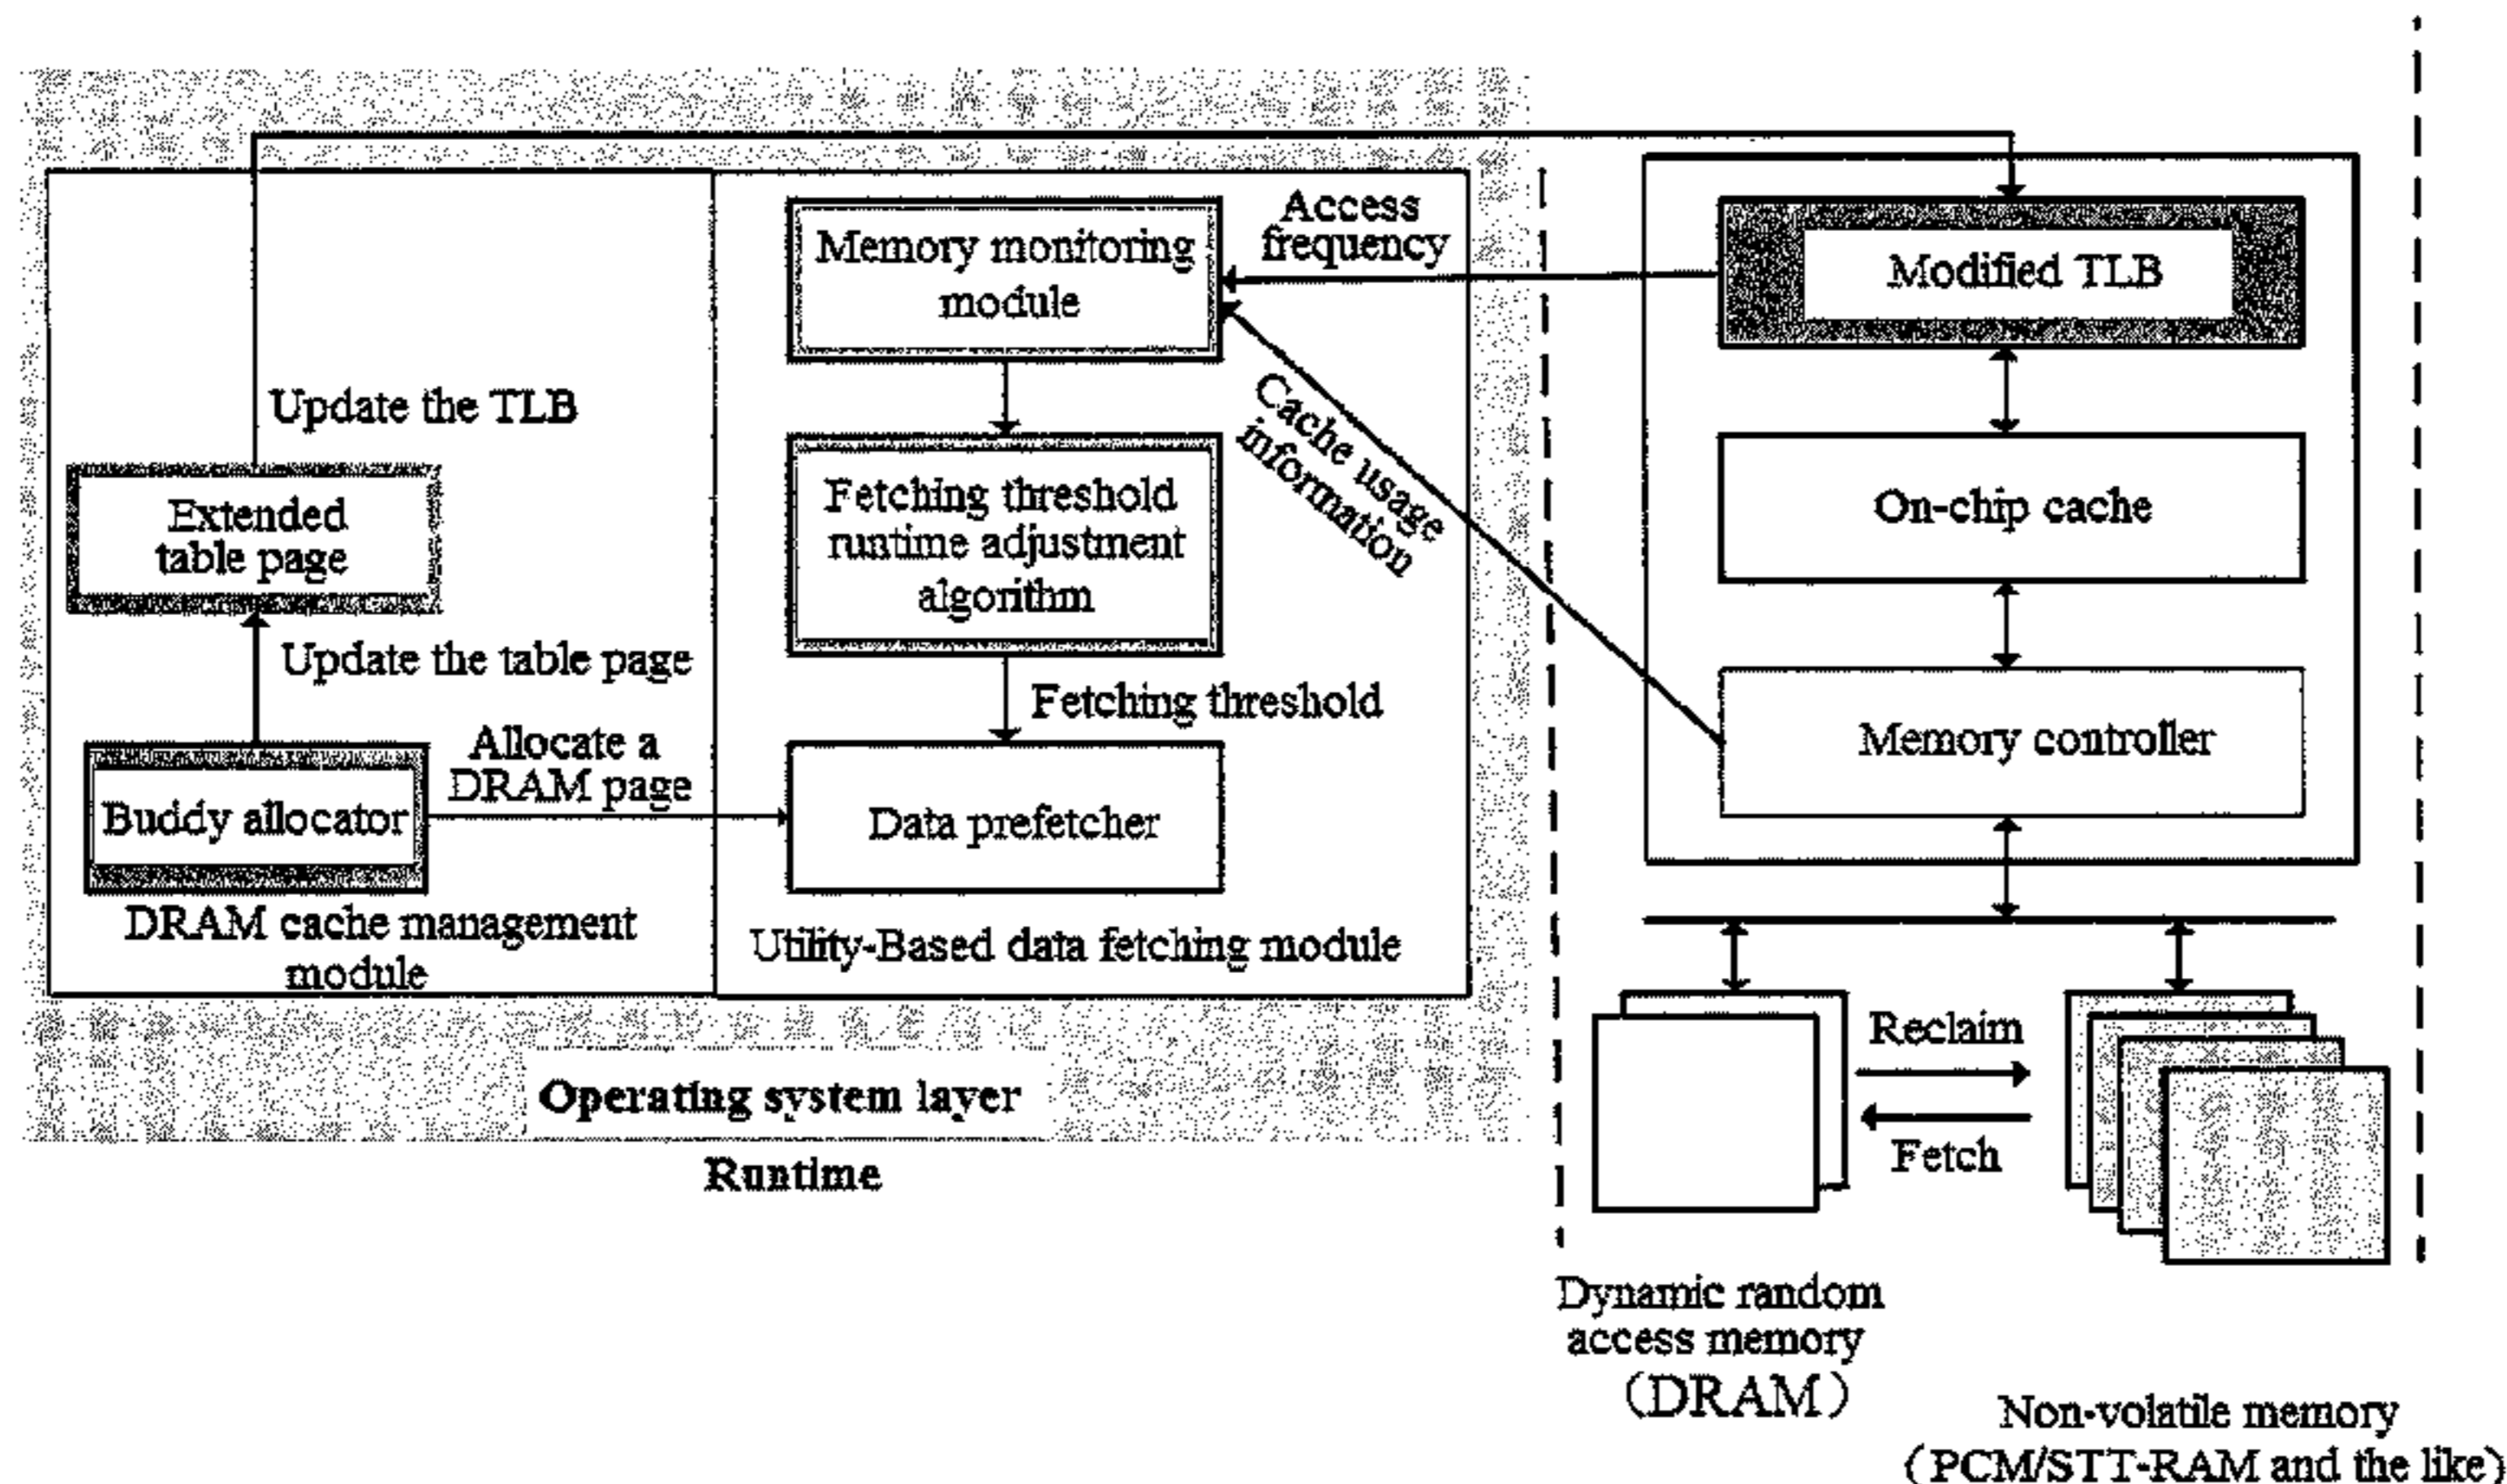 Access
frequency
Memory monitoring
module
Modified TLB
Update the TLB
Cache usage
information
Extended
table page
Fetching threshold
runtime adjustment
algorithm
On-chip cache
Update the table page
Fetching threshold
Allocate a
DRAM page
Memory controller
Buddy allocator
Data prefetcher
DRAM cache management
module
Utility-Based data fetching module
Reclaim
Fetch
Operating system layer
Runtime
Dynamic random
access memory
(DRAM)
Non-volatile memory
(PCM/STT-RAM and the like)